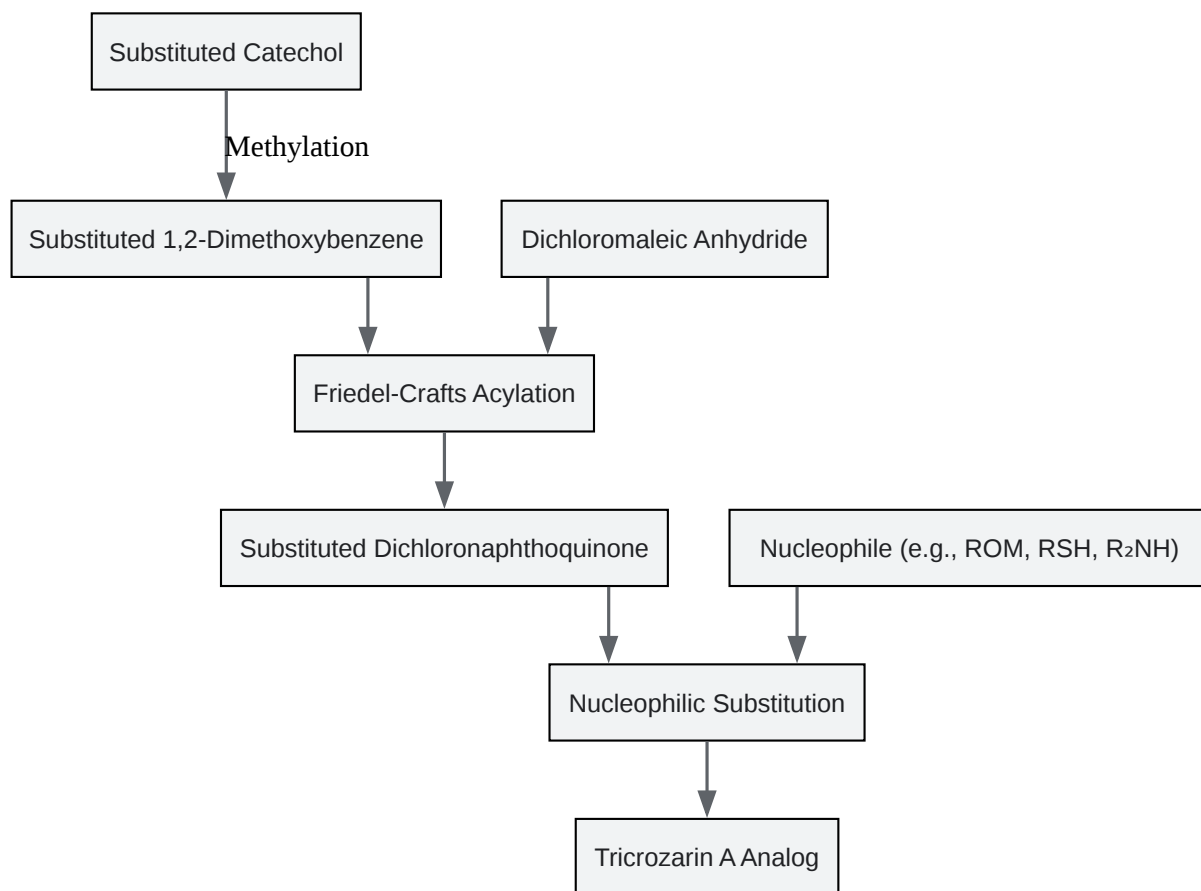 Substituted Catechol
Methylation
Substituted 1,2-Dimethoxybenzene
Dichloromaleic Anhydride
Friedel-Crafts Acylation
Substituted Dichloronaphthoquinone
Nucleophile (e.g., ROM, RSH, R₂NH)
Nucleophilic Substitution
Tricrozarin A Analog